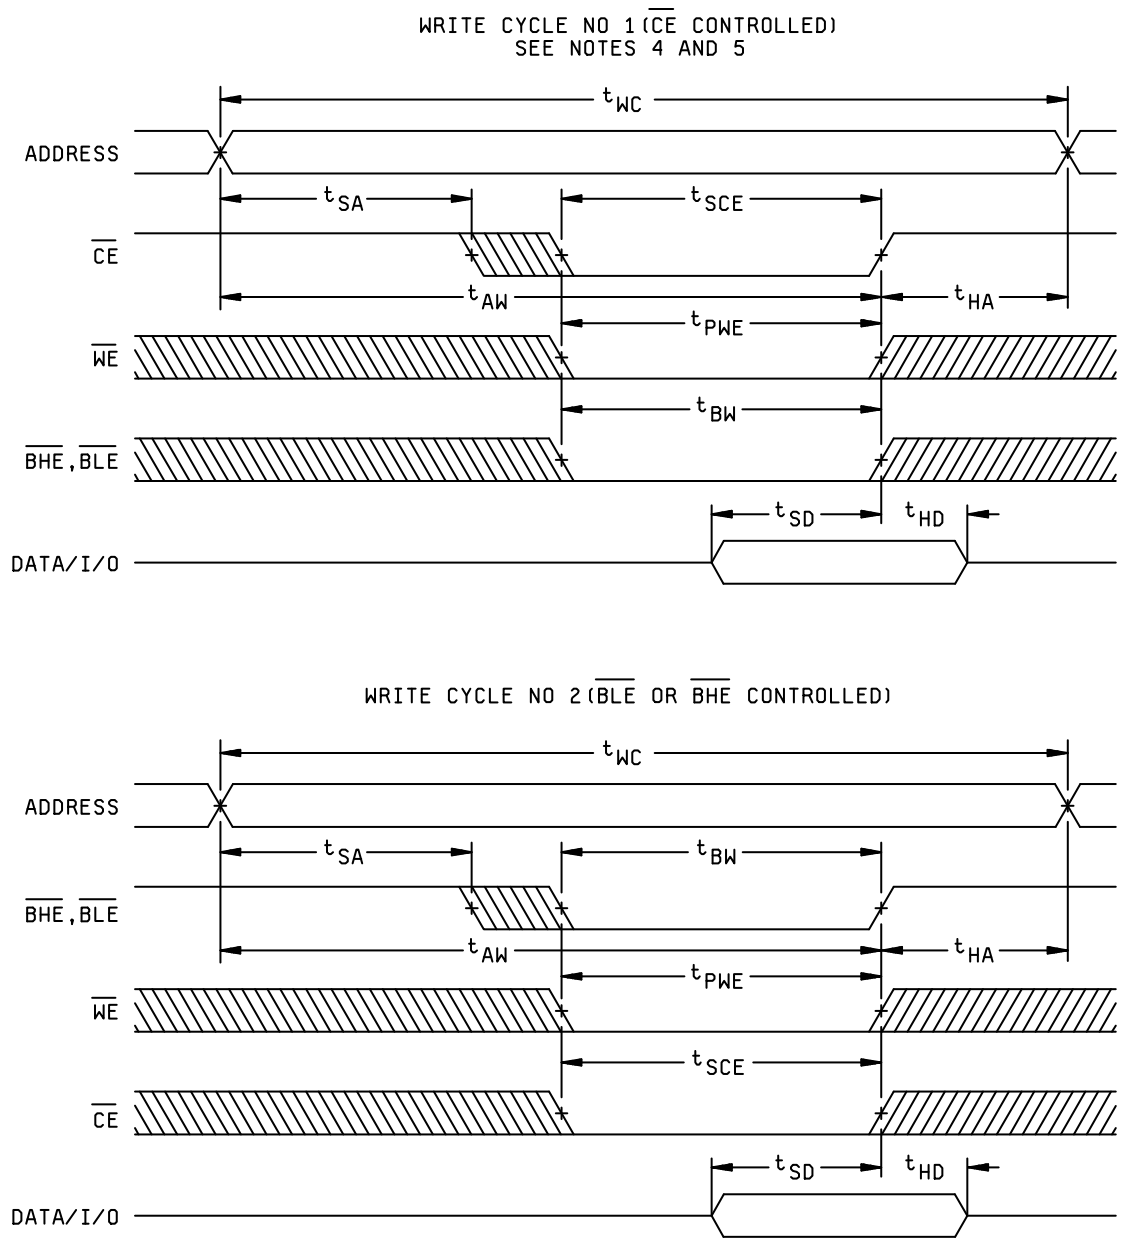 WRITE CYCLE NO 1(CE CONTROLLED)
SEE NOTES 4 AND 5
tWC
ADDRESS
tSA
tSCE
CE
tAW
tHA
tPWE
WE
tBW
BHE,BLE
tSD
tHD
DATA/I/O
WRITE CYCLE NO 2(BLE OR BHE CONTROLLED)
tWC
ADDRESS
tSA
tBW
BHE,BLE
tAW
tHA
tPWE
WE
tSCE
CE
tSD
tHD
DATA/I/O